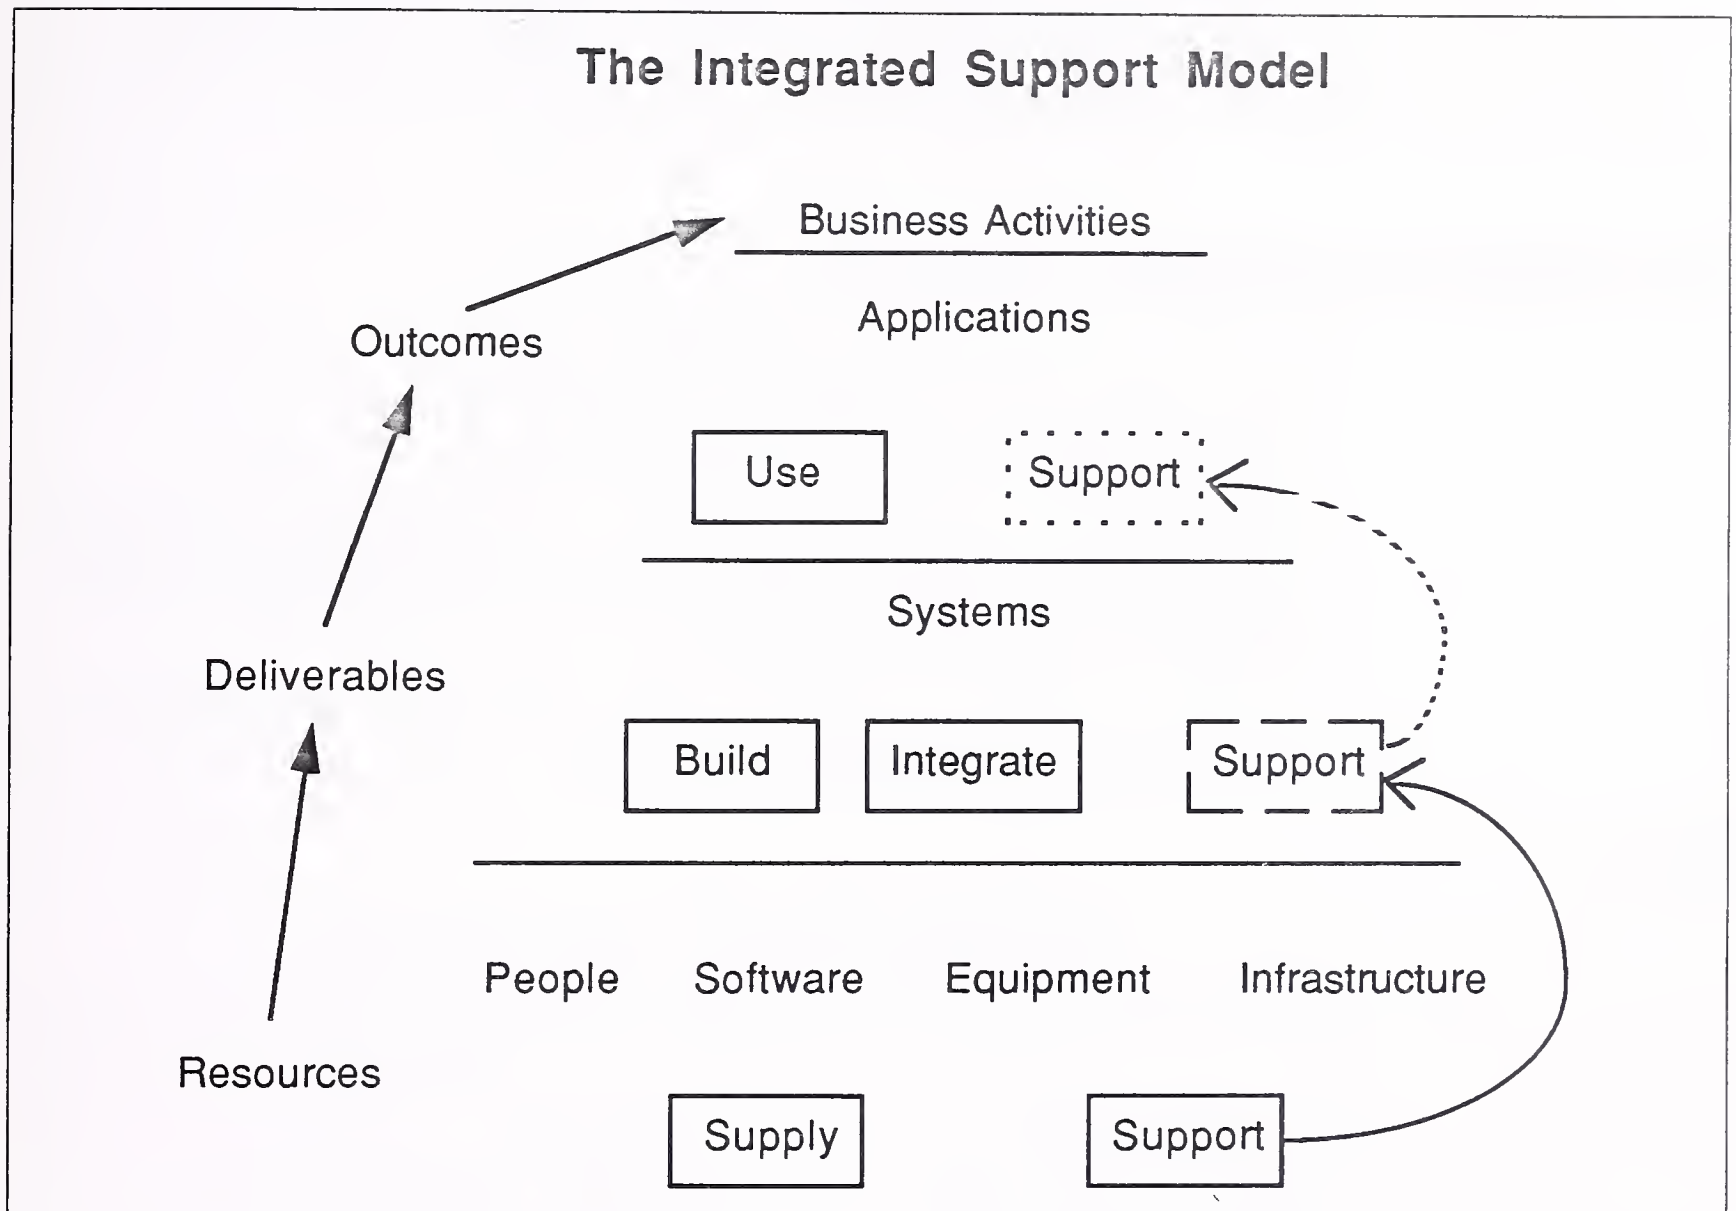 The Integrated Support Model
Business Activities
Outcomes
Applications
Use
Support
Systems
Deliverables
Build
Integrate
Support
People
Software
Equipment
Infrastructure
Resources
Supply
Support